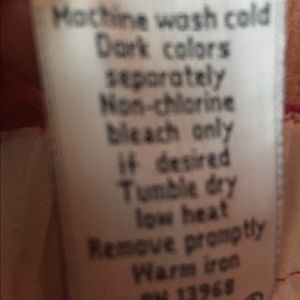 Machine wash cold
Dark colors
separately
Non-chlorine
bleach only
if desired
Tumble dry
low heat
Remove promptly
Warm iron
RN 13968